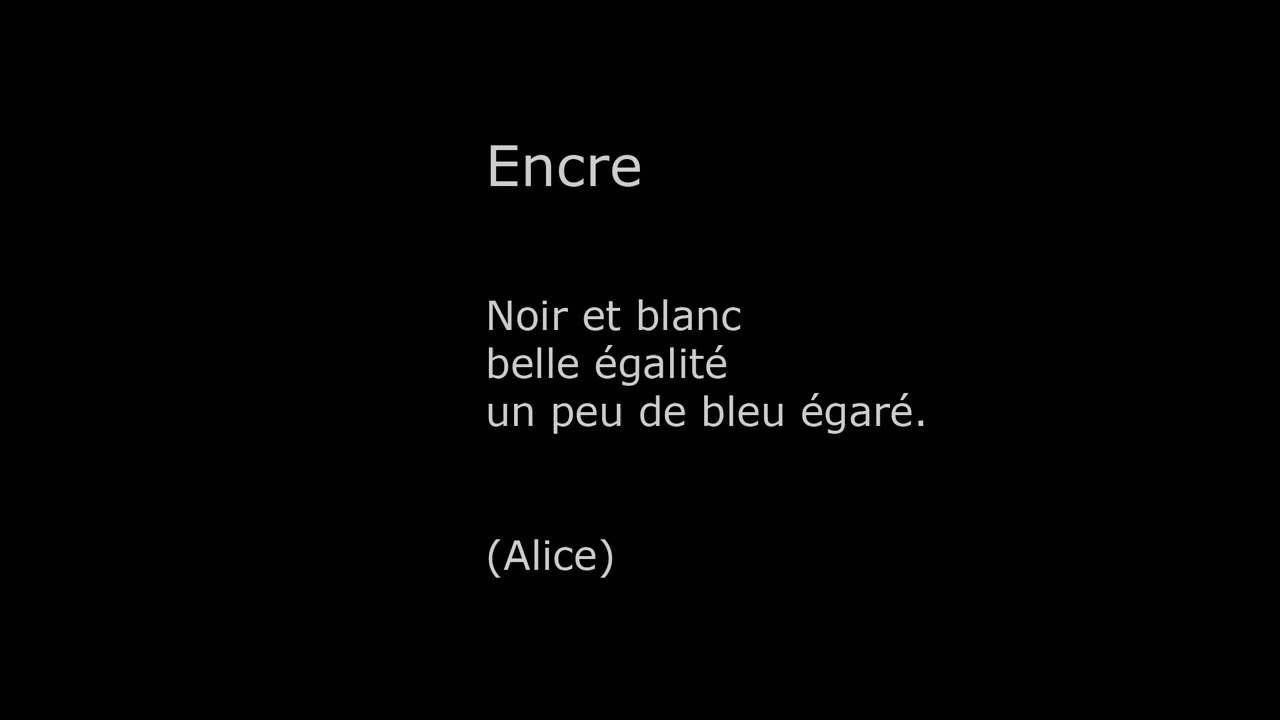 Encre
Noir et blanc
belle égalité
un peu de bleu égaré.
(Alice)